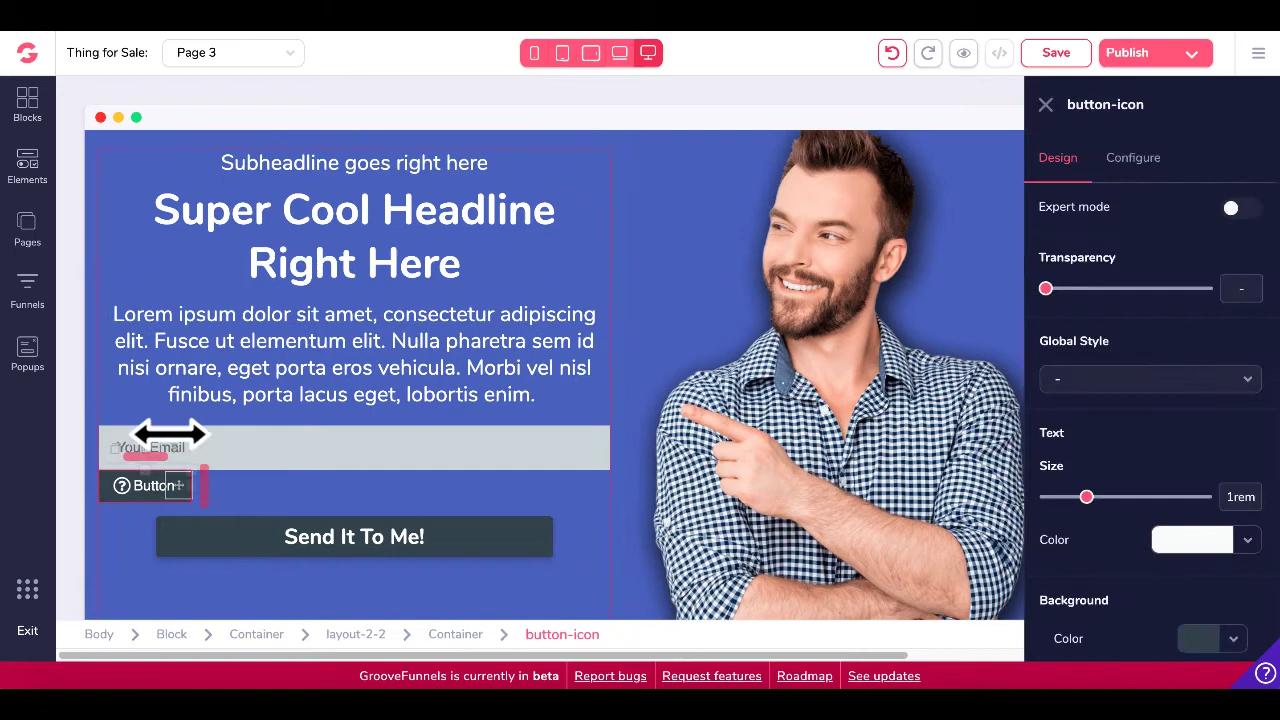 Thing for Sale:
Page 3
Save
Publish
Blocks
Elements
Pages
Funnels
Popups
Exit
Subheadline goes right here
Super Cool Headline
Right Here
Lorem ipsum dolor sit amet, consectetur adipiscing
elit. Fusce ut elementum elit. Nulla pharetra sem id
nisi ornare, eget porta eros vehicula. Morbi vel nisl
finibus, porta lacus eget, lobortis enim.
Your Email
Button
Send It To Me!
Body
Block
Container
layout-2-2
Container
button-icon
button-icon
Design
Configure
Expert mode
Transparency
-
Global Style
-
Text
Size
1rem
Color
Background
Color
GrooveFunnels is currently in beta
Report bugs
Request features
Roadmap
See updates